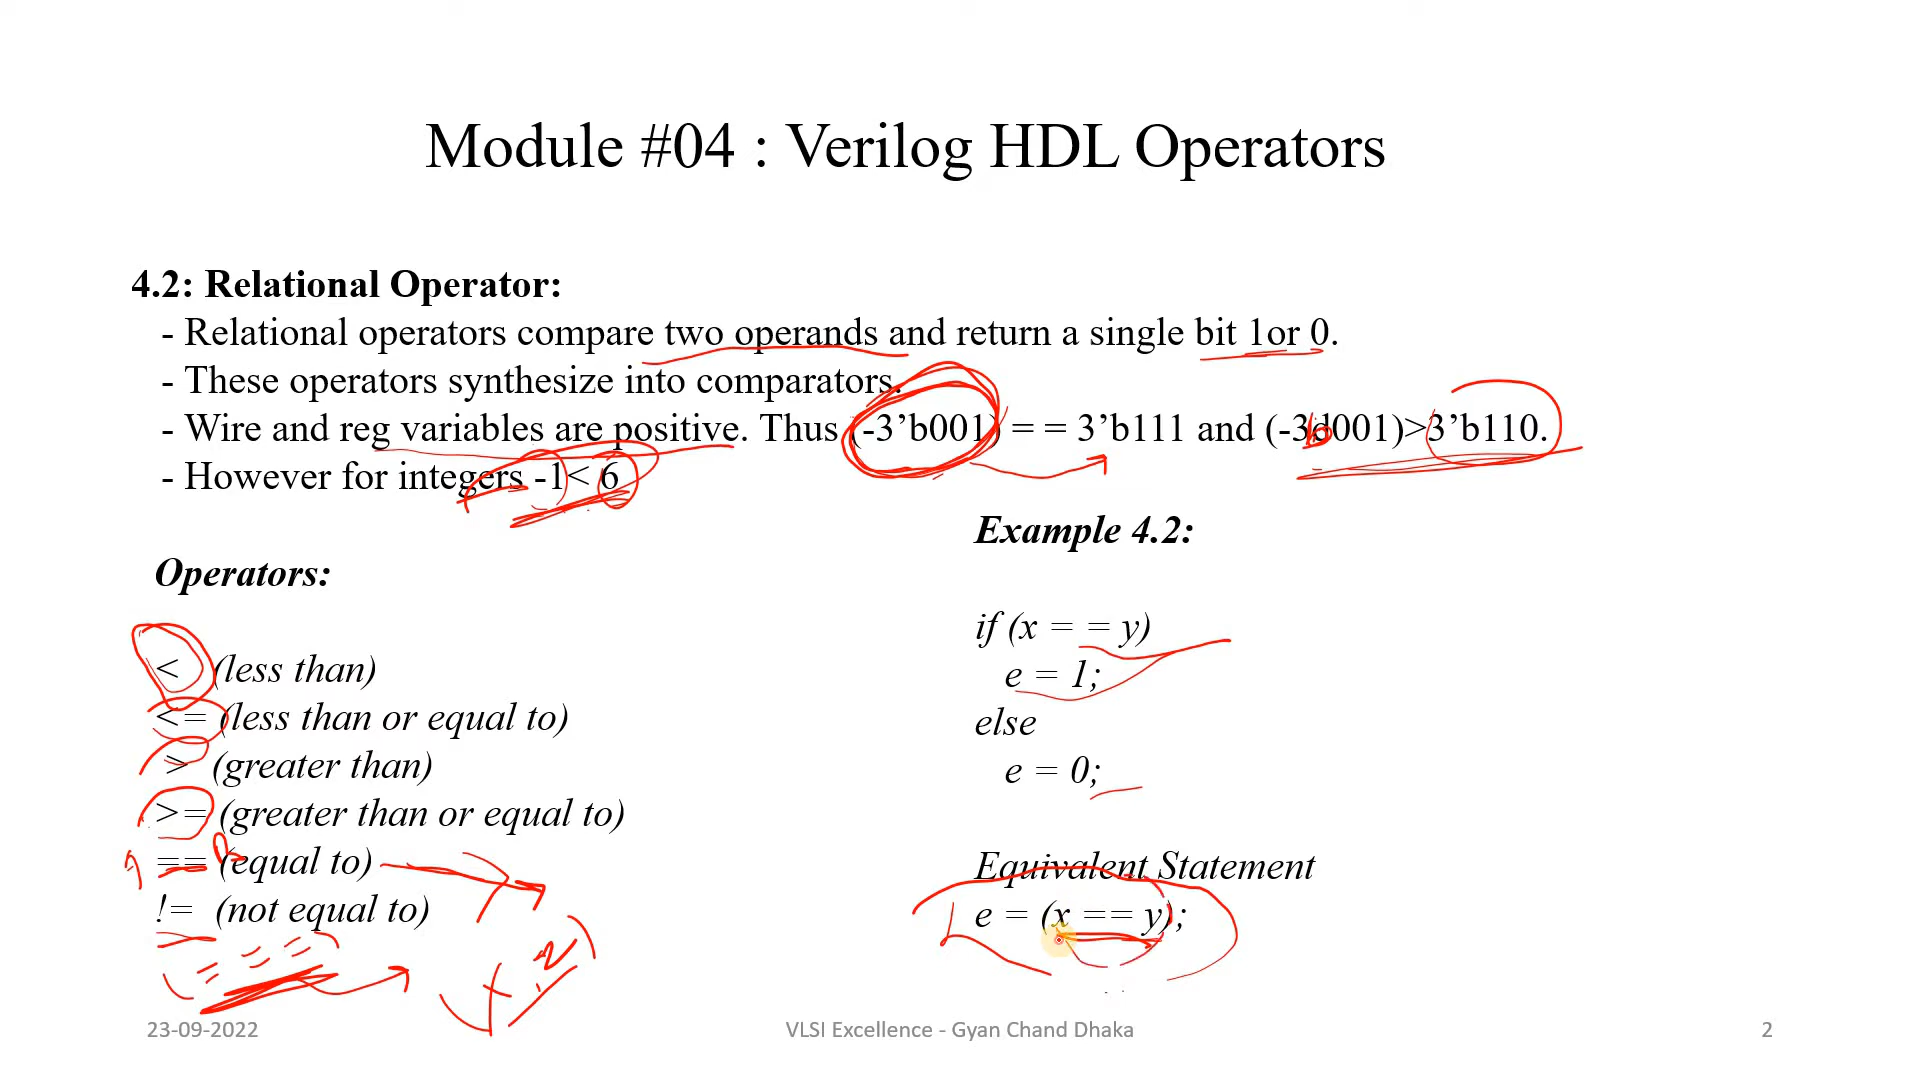 Module #04 : Verilog HDL Operators
4.2: Relational Operator:
- Relational operators compare two operands and return a single bit 1or 0.
- These operators synthesize into comparators.
- Wire and reg variables are positive. Thus (-3’b001) = = 3’b111 and (-3d001)>3’b110.
b
- However for integers -1< 6
Operators:
< (less than)
<= (less than or equal to)
> (greater than)
>= (greater than or equal to)
== (equal to)
!= (not equal to)
= = =
Example 4.2:
if (x = = y)
e = 1;
else
e = 0;
Equivalent Statement
e = (x == y);
23-09-2022
VLSI Excellence - Gyan Chand Dhaka
2